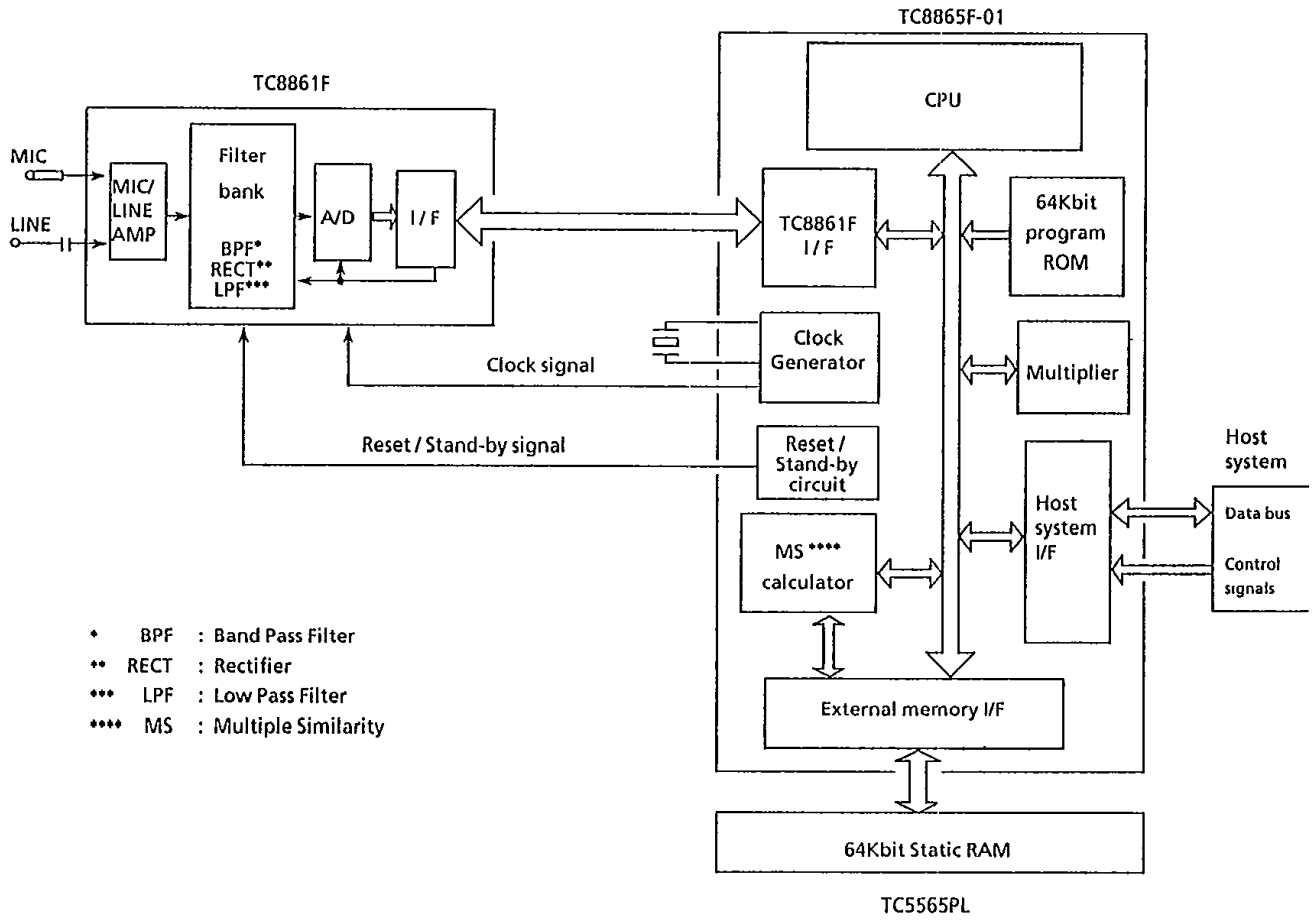 TC8865F-01
CPU
TC8861F
MIC
LINE
MIC/
LINE
AMP
Filter
bank
BPF*
RECT**
LPF***
A/D
I/F
TC8861F
I/F
64Kbit
program
ROM
Clock
Generator
Clock signal
Multiplier
Reset / Stand-by signal
Reset /
Stand-by
circuit
Host
system
I/F
Host
system
Data bus
Control
signals
MS ****
calculator
* BPF : Band Pass Filter
** RECT : Rectifier
*** LPF : Low Pass Filter
**** MS : Multiple Similarity
External memory I/F
64Kbit Static RAM
TC5565PL